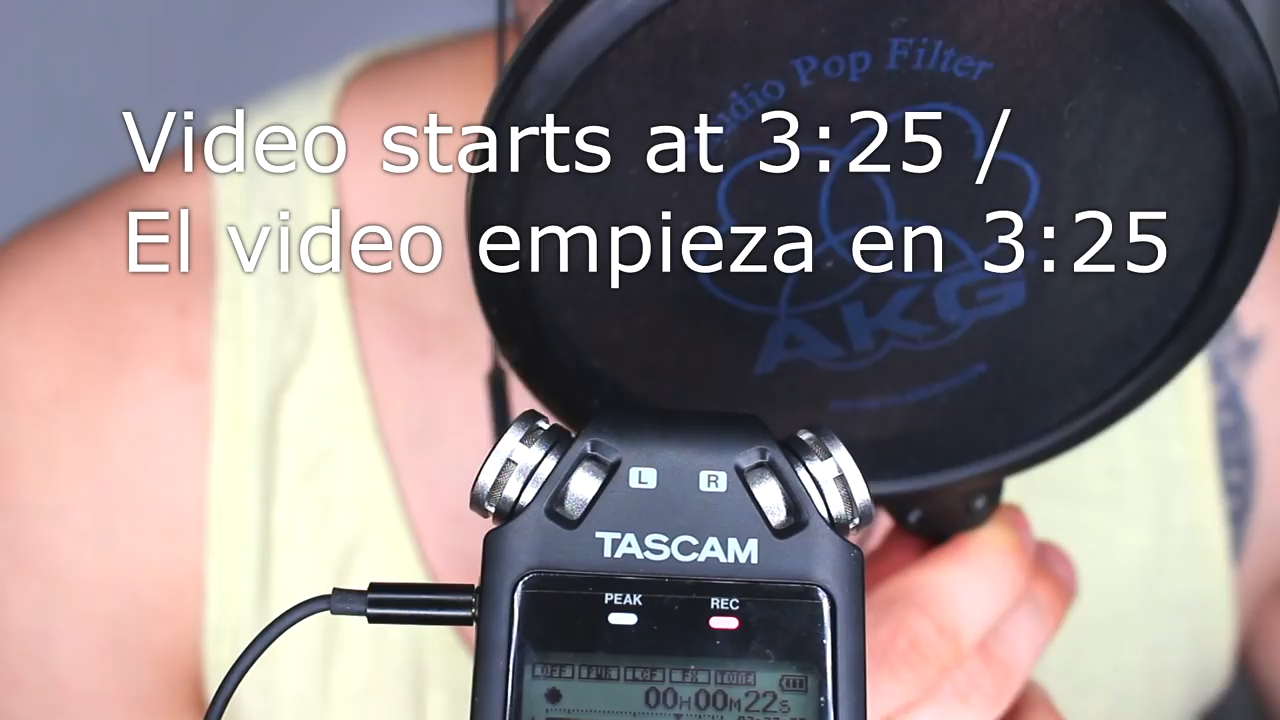 Video starts at 3:25 /
El video empieza en 3:25
Pop Filter
AKG
L R
TASCAM
PEAK REC
OFF PWR LCF FX TONE
00H00M22S